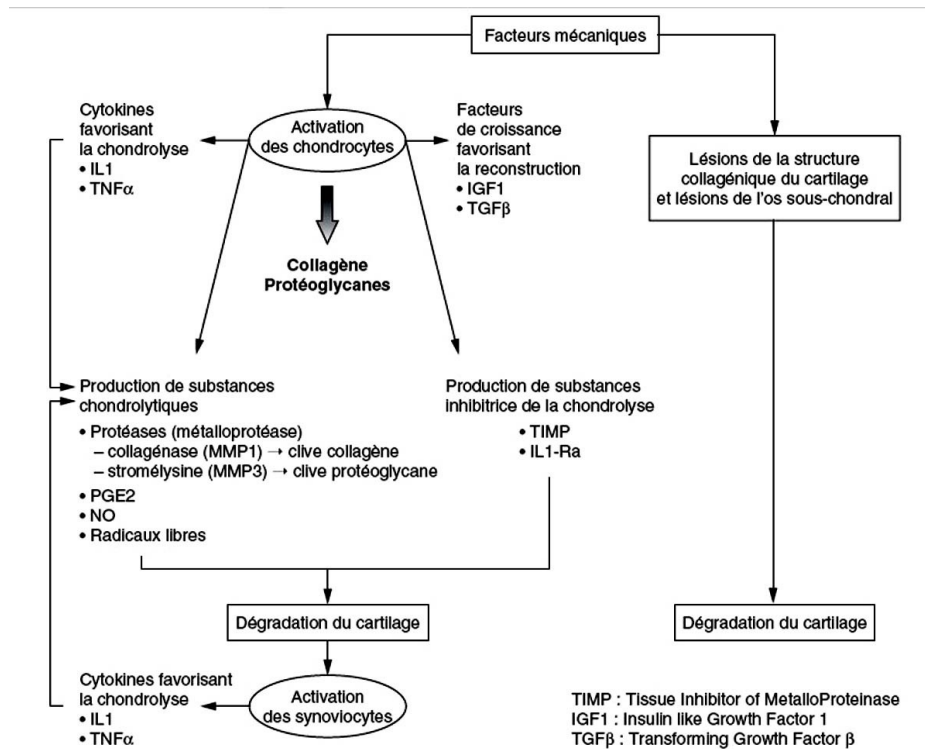 Facteurs mécaniques
Cytokines
favorisant
la chondrolyse
• IL1
• TNFα
Activation
des chondrocytes
Facteurs
de croissance
favorisant
la reconstruction
• IGF1
• TGFβ
Lésions de la structure
collagénique du cartilage
et lésions de l'os sous-chondral
Collagène
Protéoglycanes
Production de substances
chondrolytiques
• Protéases (métalloprotéase)
– collagénase (MMP1) → clive collagène
– stromélysine (MMP3) → clive protéoglycane
• PGE2
• NO
• Radicaux libres
Production de substances
inhibitrice de la chondrolyse
• TIMP
• IL1-Ra
Dégradation du cartilage
Dégradation du cartilage
Cytokines favorisant
la chondrolyse
• IL1
• TNFα
Activation
des synoviocytes
TIMP : Tissue Inhibitor of MetalloProteinase
IGF1 : Insulin like Growth Factor 1
TGFβ : Transforming Growth Factor β